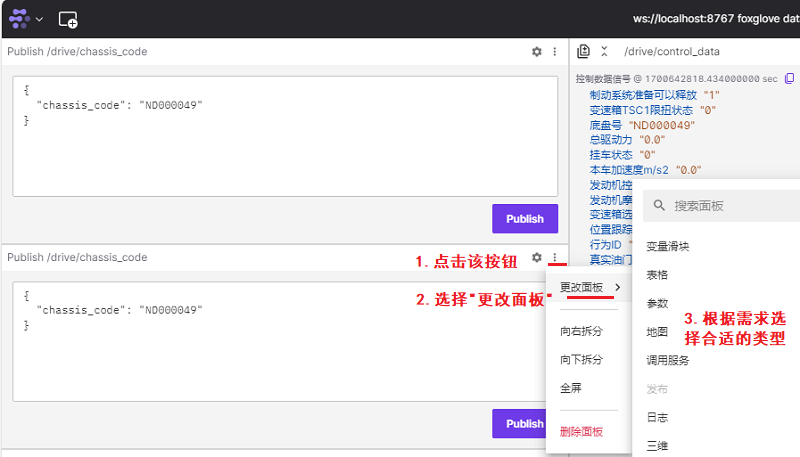 ws://localhost:8767 foxglove dat
Publish /drive/chassis_code
{
"chassis_code": "ND000049"
}
Publish
Publish /drive/chassis_code
{
"chassis_code": "ND000049"
}
Publish
/drive/control_data
控制数据信号 @ 1700642818.434000000 sec
制动系统准备可以释放 "1"
变速箱TSC1限扭状态 "0"
底盘号 "ND000049"
总驱动力 "0.0"
挂车状态 "0"
本车加速度m/s2 "0.0"
发动机控
发动机摩
变速箱选
位置跟踪
行为ID
真实油门
1. 点击该按钮
2. 选择"更改面板"
更改面板
向右拆分
向下拆分
全屏
删除面板
搜索面板
变量滑块
表格
参数
地图
调用服务
发布
日志
三维
3. 根据需求选
择合适的类型